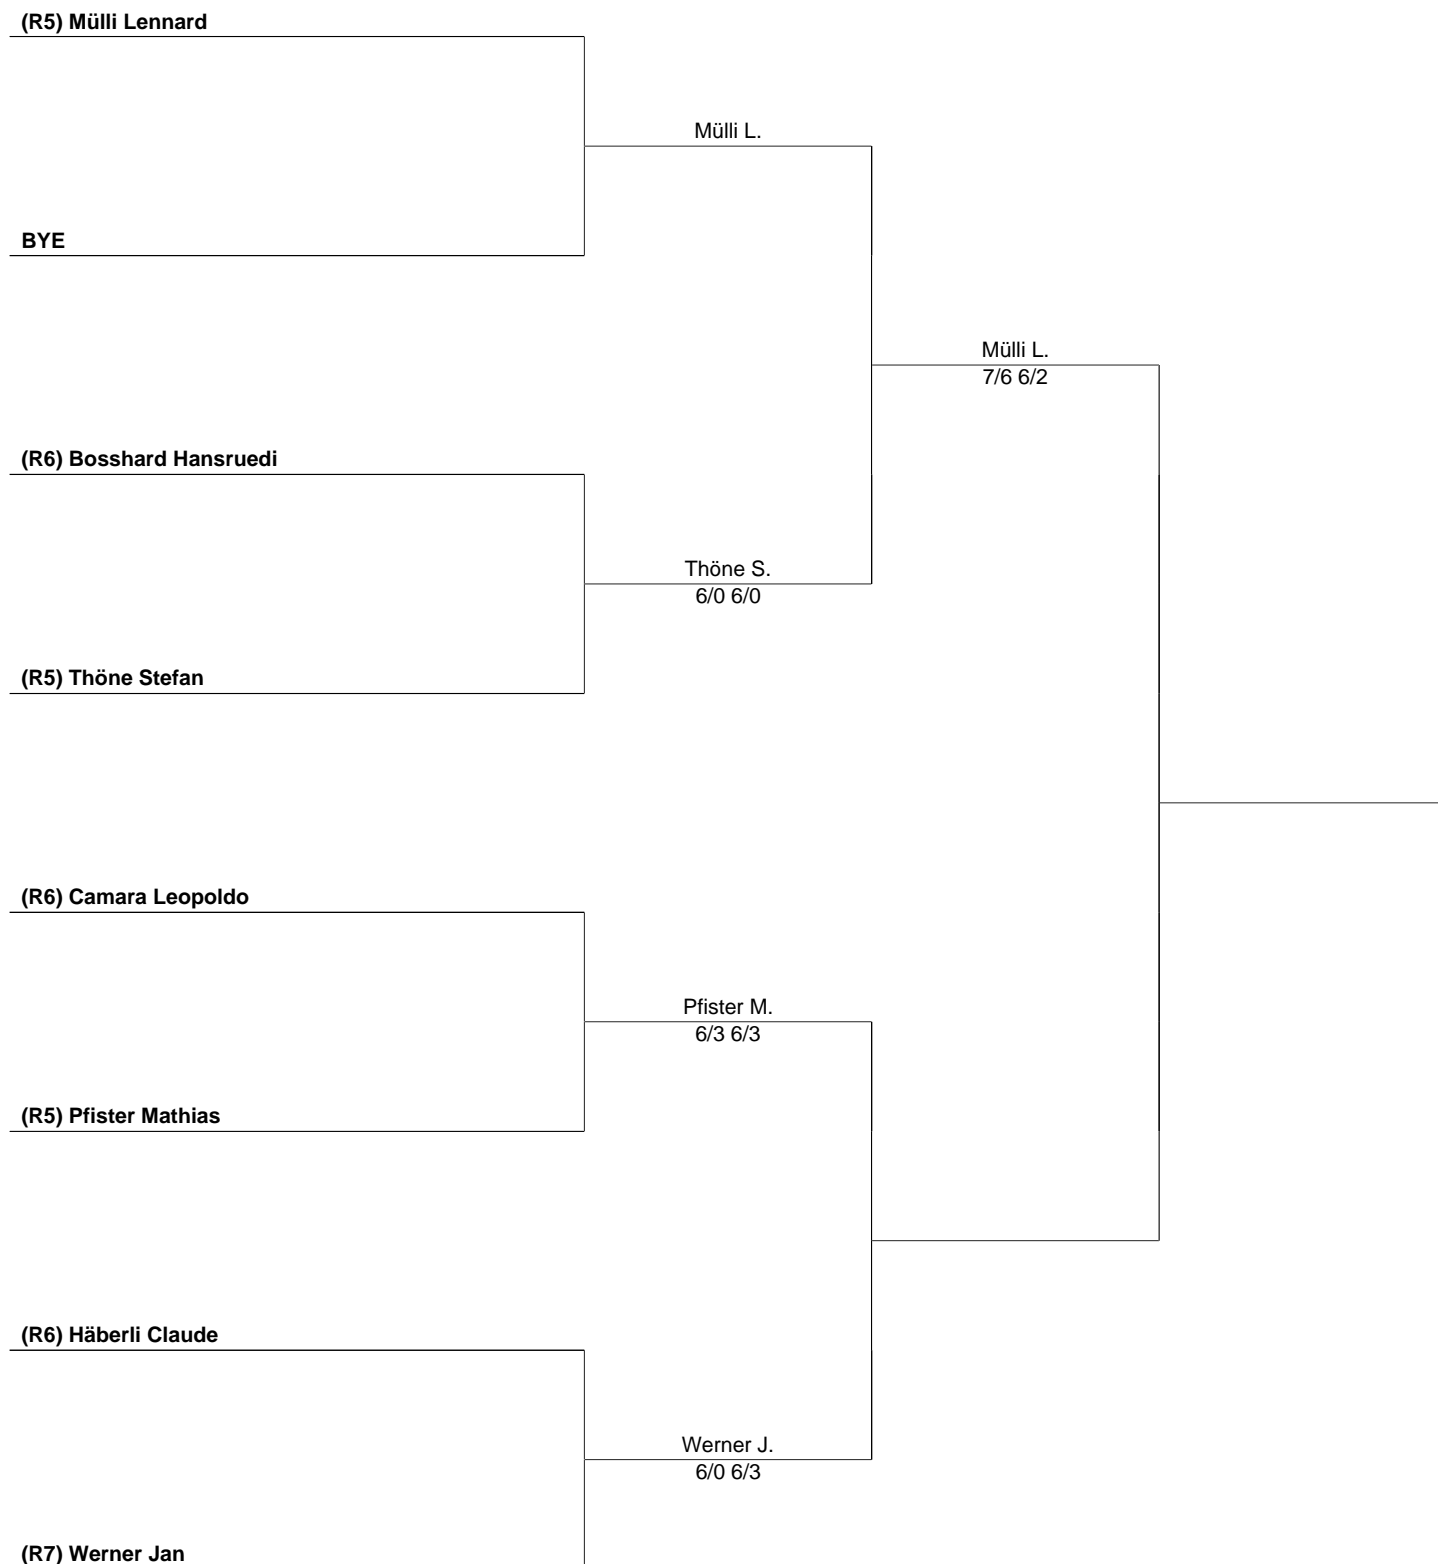 (R5) Mülli Lennard
Mülli L.
BYE
Mülli L.
7/6 6/2
(R6) Bosshard Hansruedi
Thöne S.
6/0 6/0
(R5) Thöne Stefan
(R6) Camara Leopoldo
Pfister M.
6/3 6/3
(R5) Pfister Mathias
(R6) Häberli Claude
Werner J.
6/0 6/3
(R7) Werner Jan